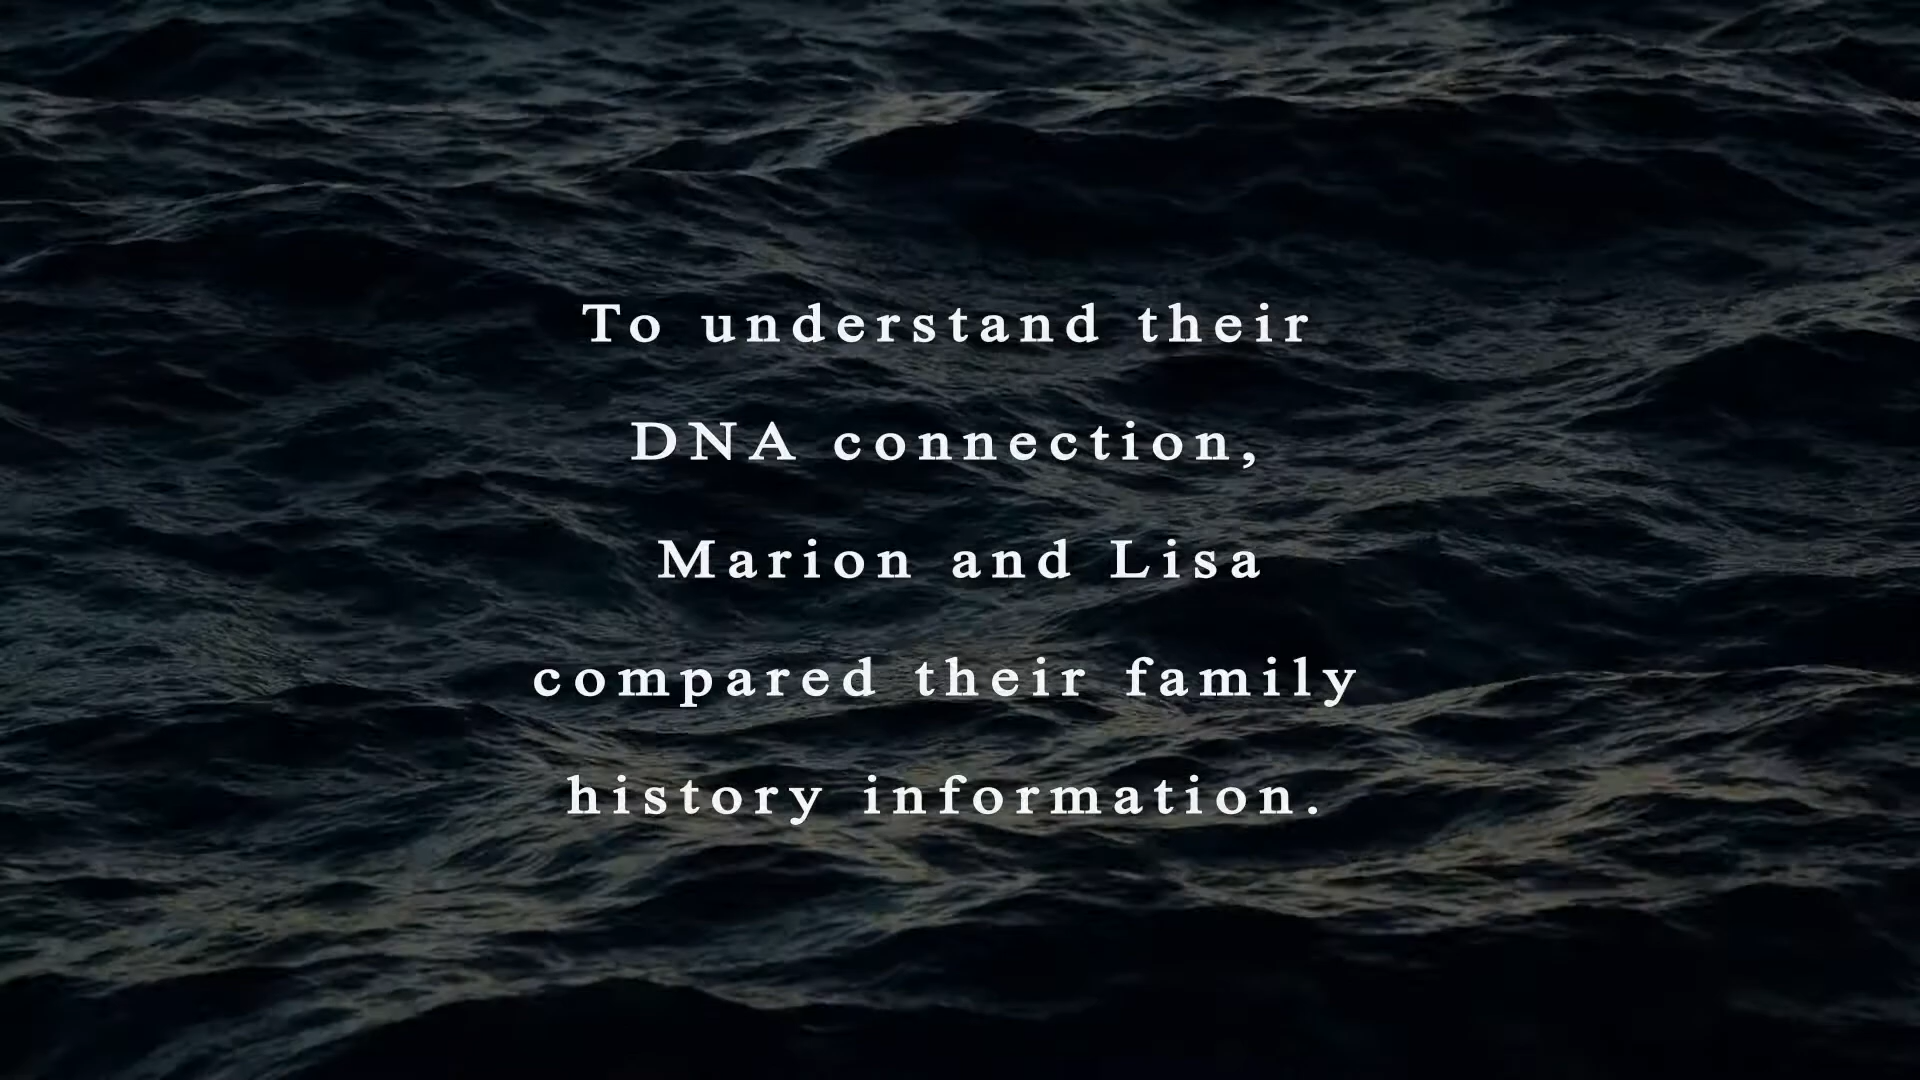 To understand their
DNA connection,
Marion and Lisa
compared their family
history information.